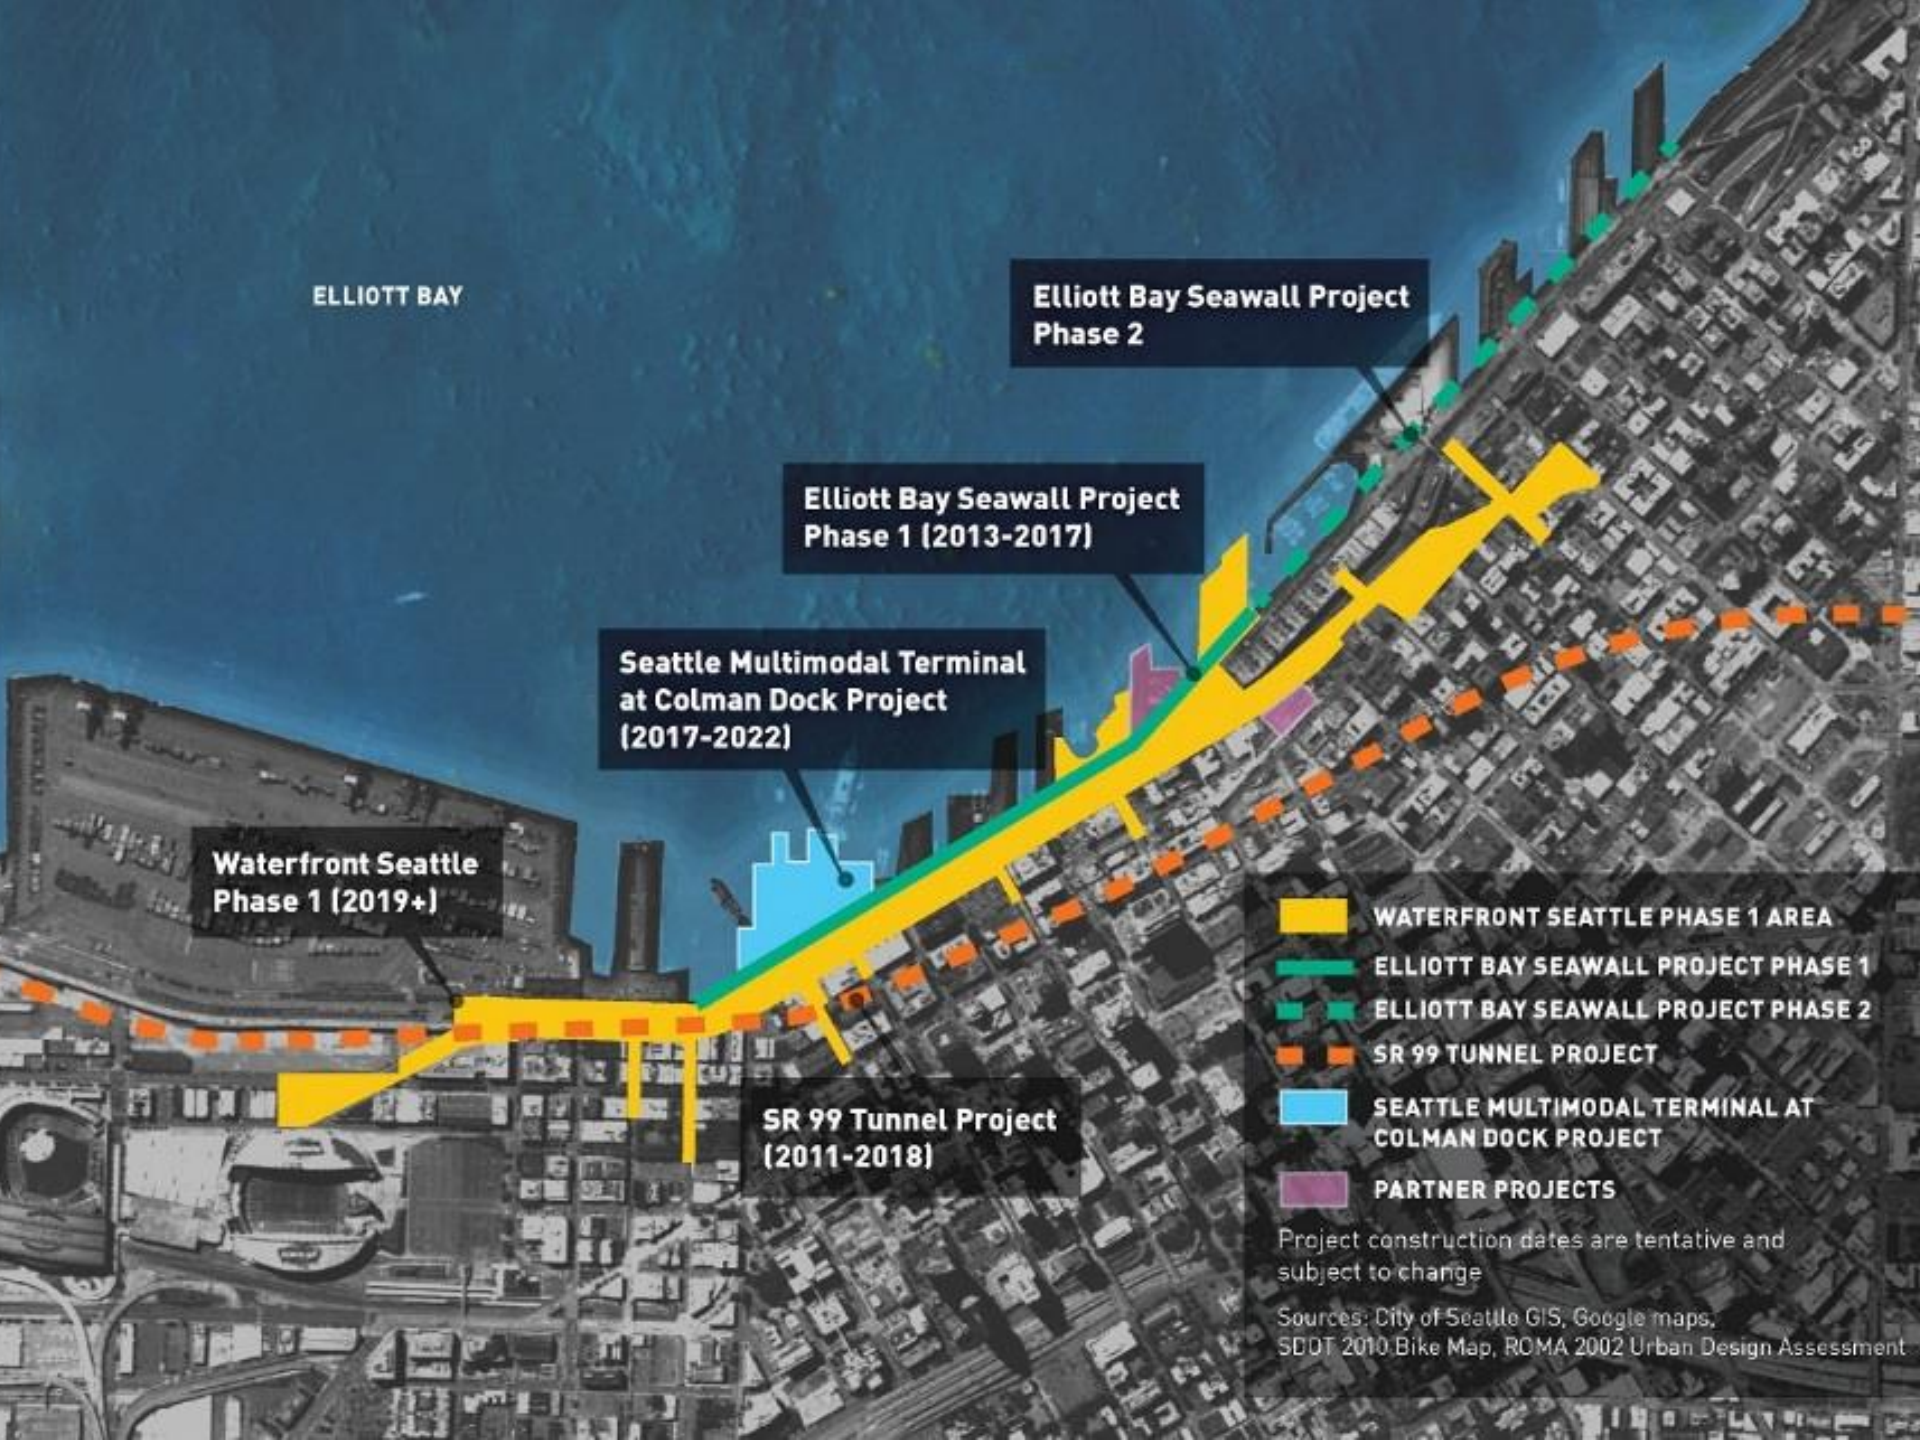 ELLIOTT BAY
Elliott Bay Seawall Project
Phase 2
Elliott Bay Seawall Project
Phase 1 (2013-2017)
Seattle Multimodal Terminal
at Colman Dock Project
(2017-2022)
Waterfront Seattle
Phase 1 (2019+)
SR 99 Tunnel Project
(2011-2018)
WATERFRONT SEATTLE PHASE 1 AREA
ELLIOTT BAY SEAWALL PROJECT PHASE 1
ELLIOTT BAY SEAWALL PROJECT PHASE 2
SR 99 TUNNEL PROJECT
SEATTLE MULTIMODAL TERMINAL AT
COLMAN DOCK PROJECT
PARTNER PROJECTS
Project construction dates are tentative and
subject to change
Sources: City of Seattle GIS, Google maps,
SDOT 2010 Bike Map, ROMA 2002 Urban Design Assessment